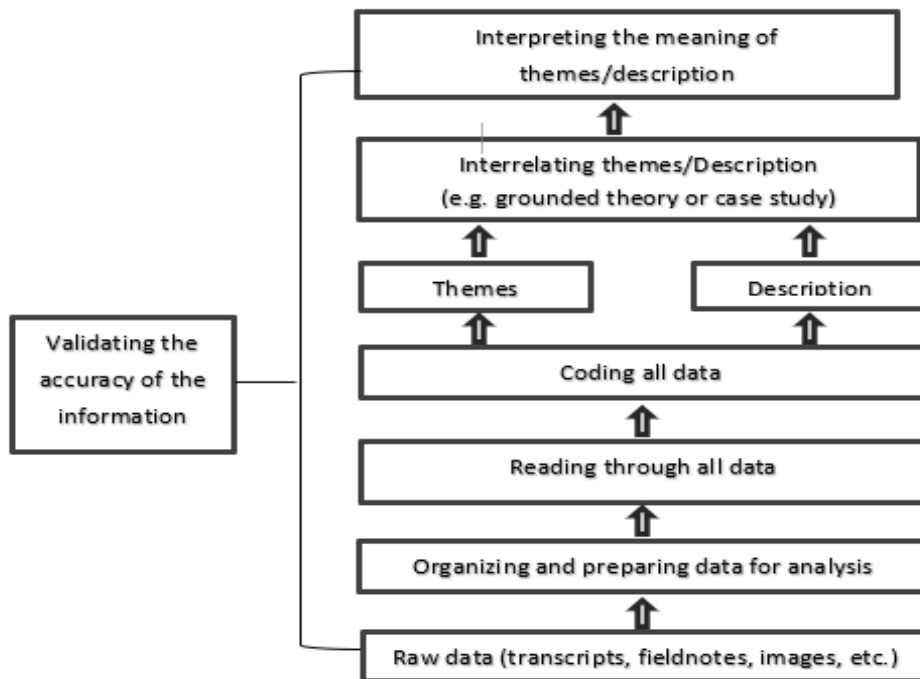 Interpreting the meaning of
themes/description
Interrelating themes/Description
(e.g. grounded theory or case study)
Themes
Description
Validating the
accuracy of the
information
Coding all data
Reading through all data
Organizing and preparing data for analysis
Raw data (transcripts, fieldnotes, images, etc.)